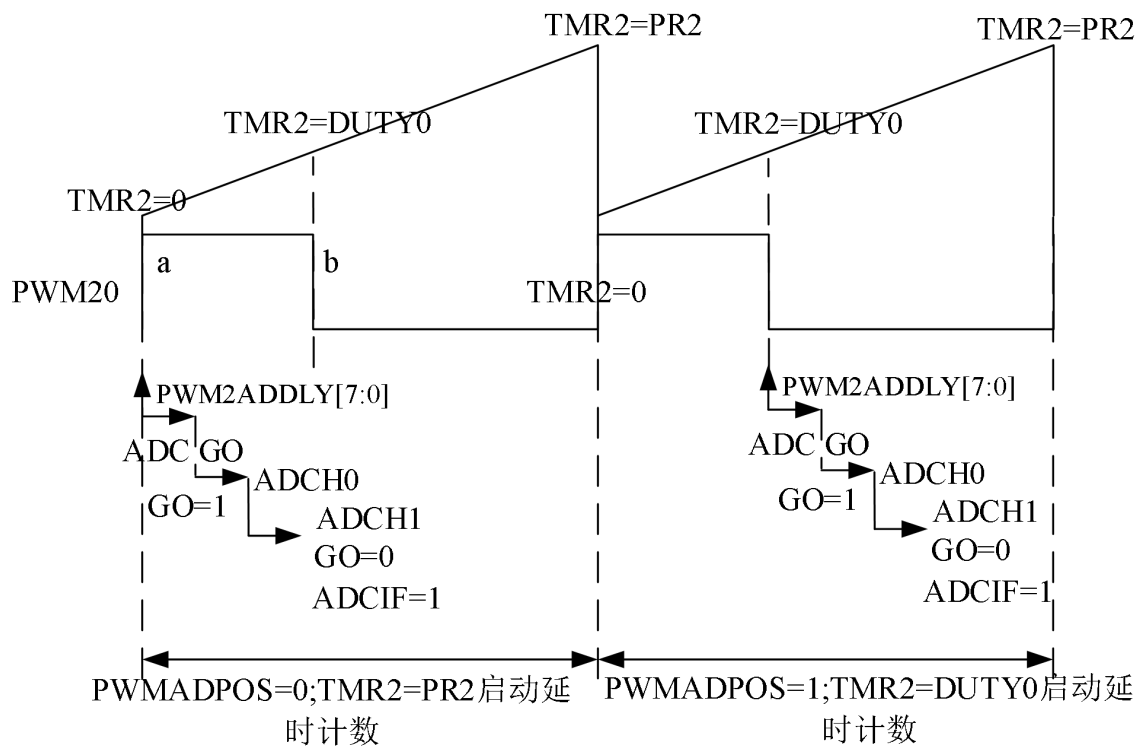 TMR2=PR2
TMR2=PR2
TMR2=DUTY0
TMR2=DUTY0
TMR2=0
a
b
PWM20
TMR2=0
PWM2ADDLY[7:0]
PWM2ADDLY[7:0]
ADC GO
ADC GO
ADCH0
ADCH0
GO=1
GO=1
ADCH1
ADCH1
GO=0
GO=0
ADCIF=1
ADCIF=1
PWMADPOS=0;TMR2=PR2启动延
时计数
PWMADPOS=1;TMR2=DUTY0启动延
时计数